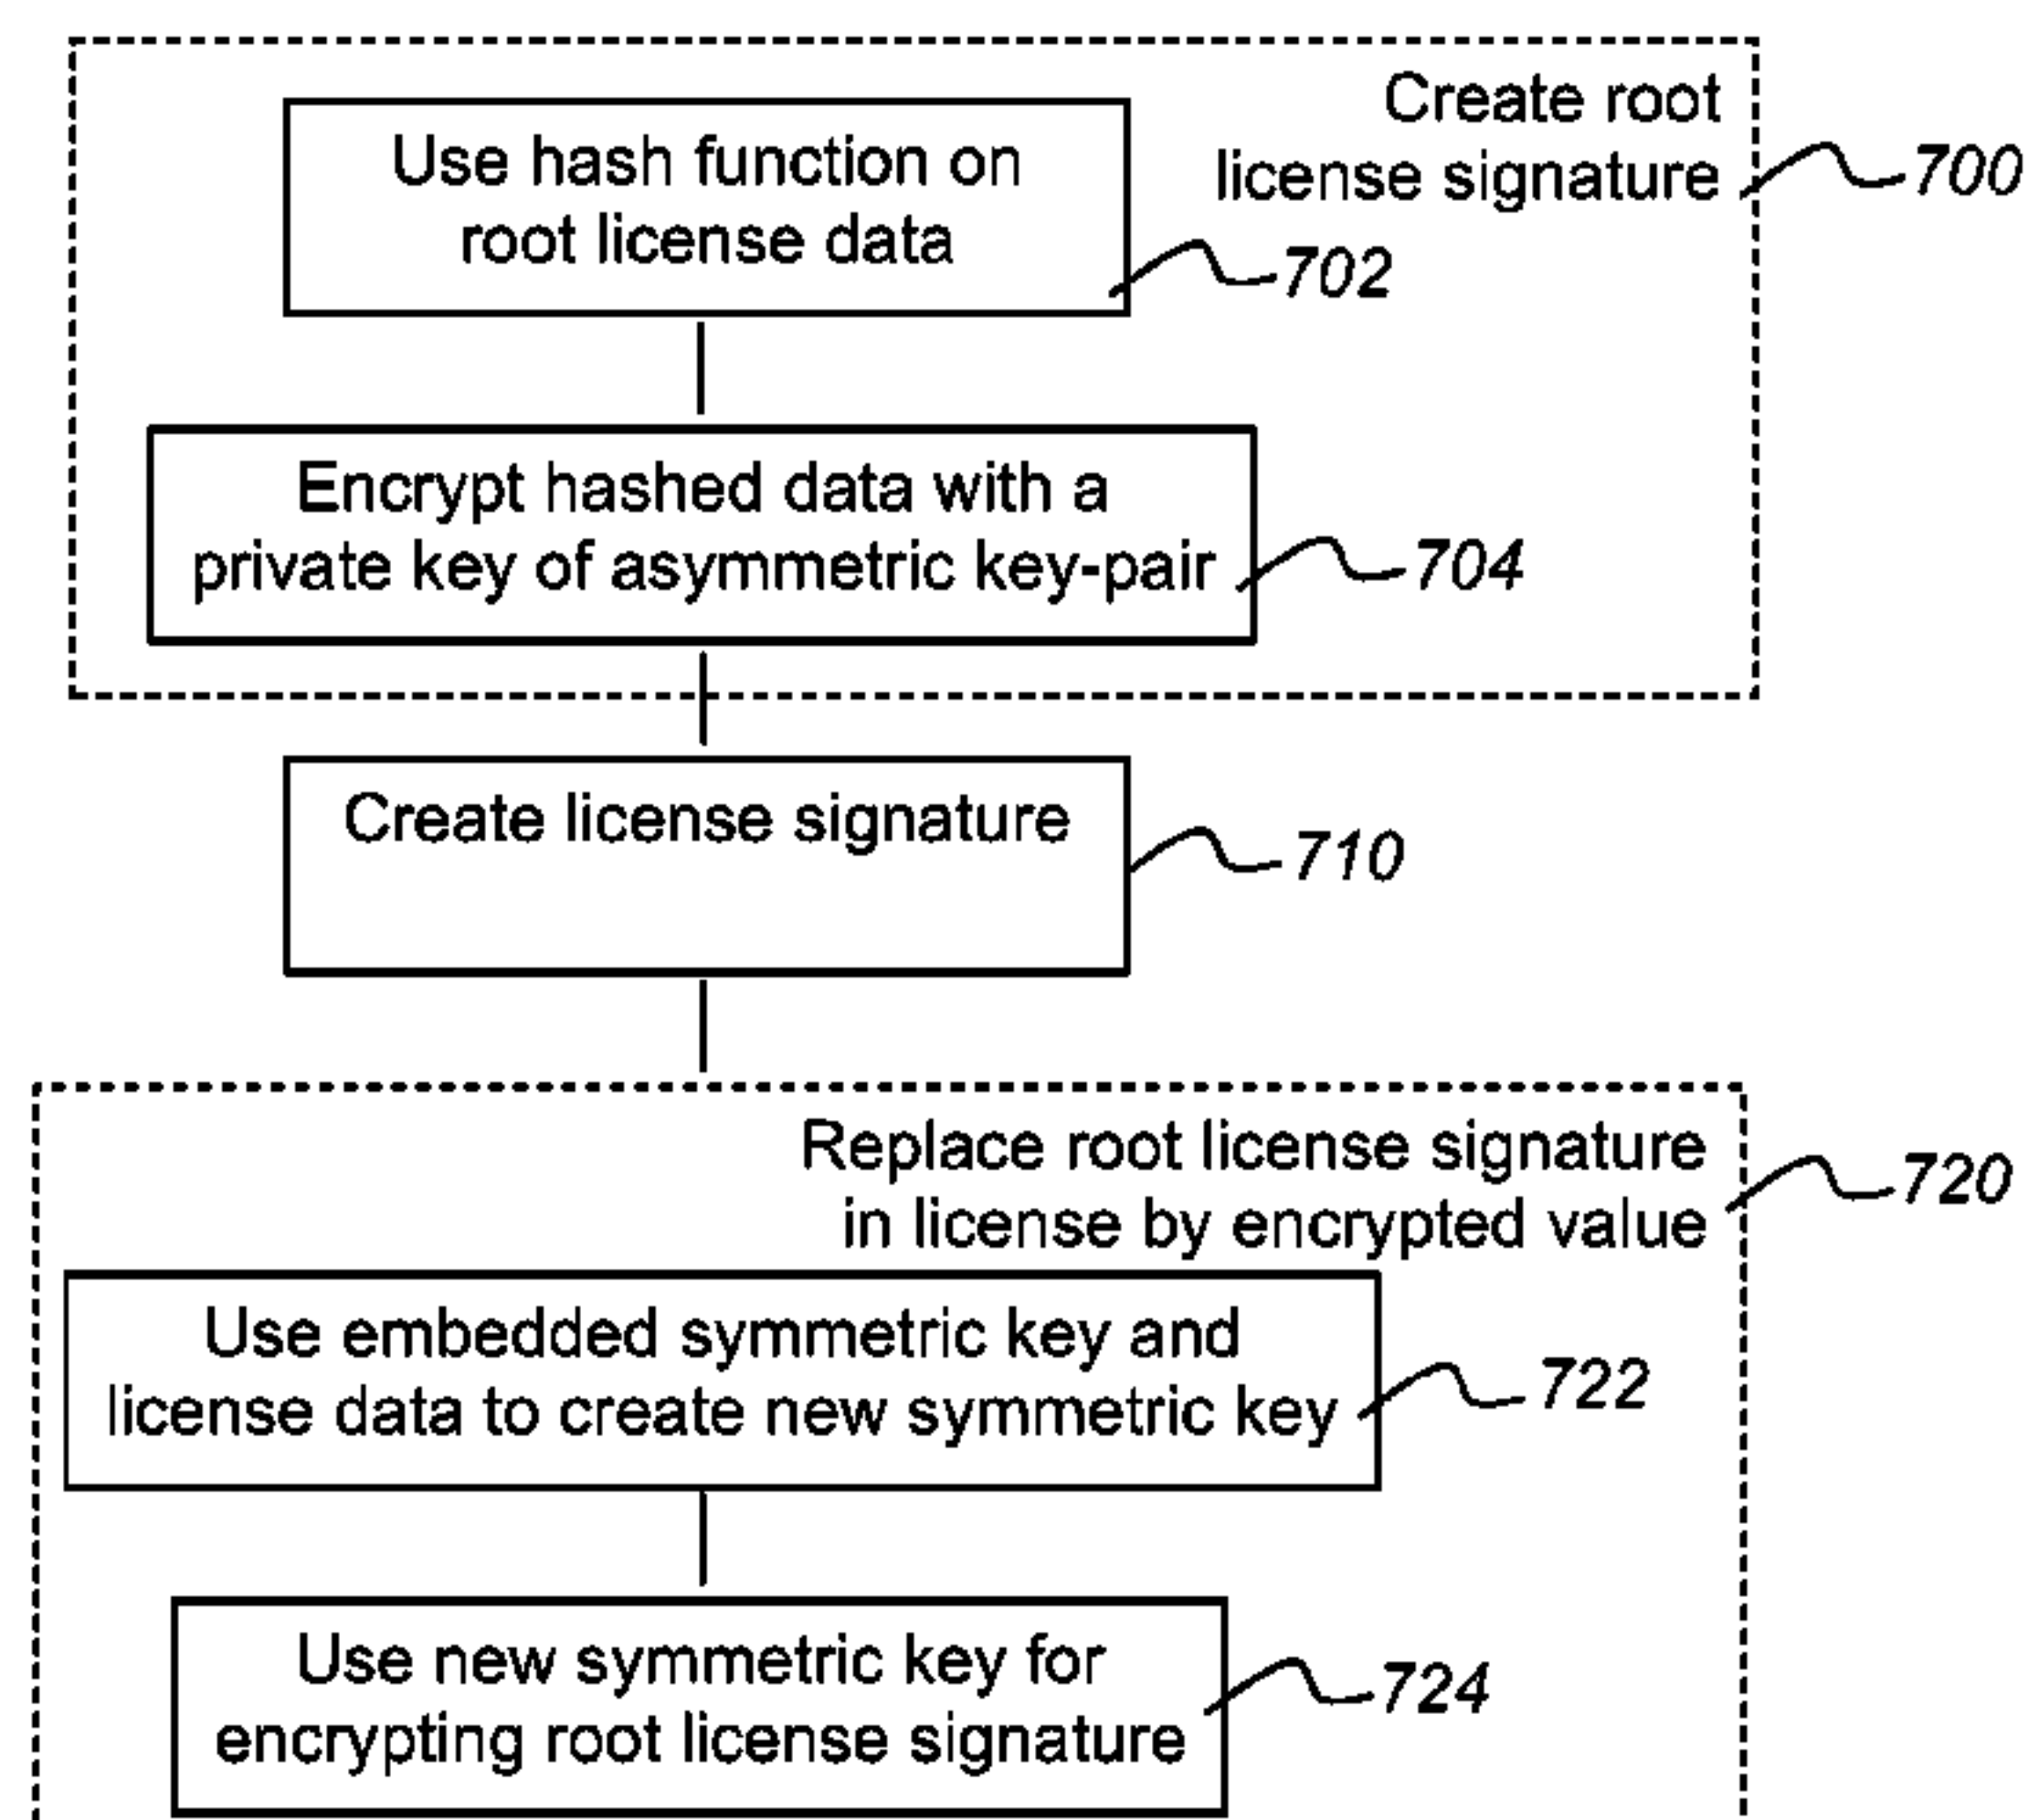 Create root
license signature
700
Use hash function on
root license data
702
Encrypt hashed data with a
private key of asymmetric key-pair
704
Create license signature
710
Replace root license signature
in license by encrypted value
720
Use embedded symmetric key and
license data to create new symmetric key
722
Use new symmetric key for
encrypting root license signature
724